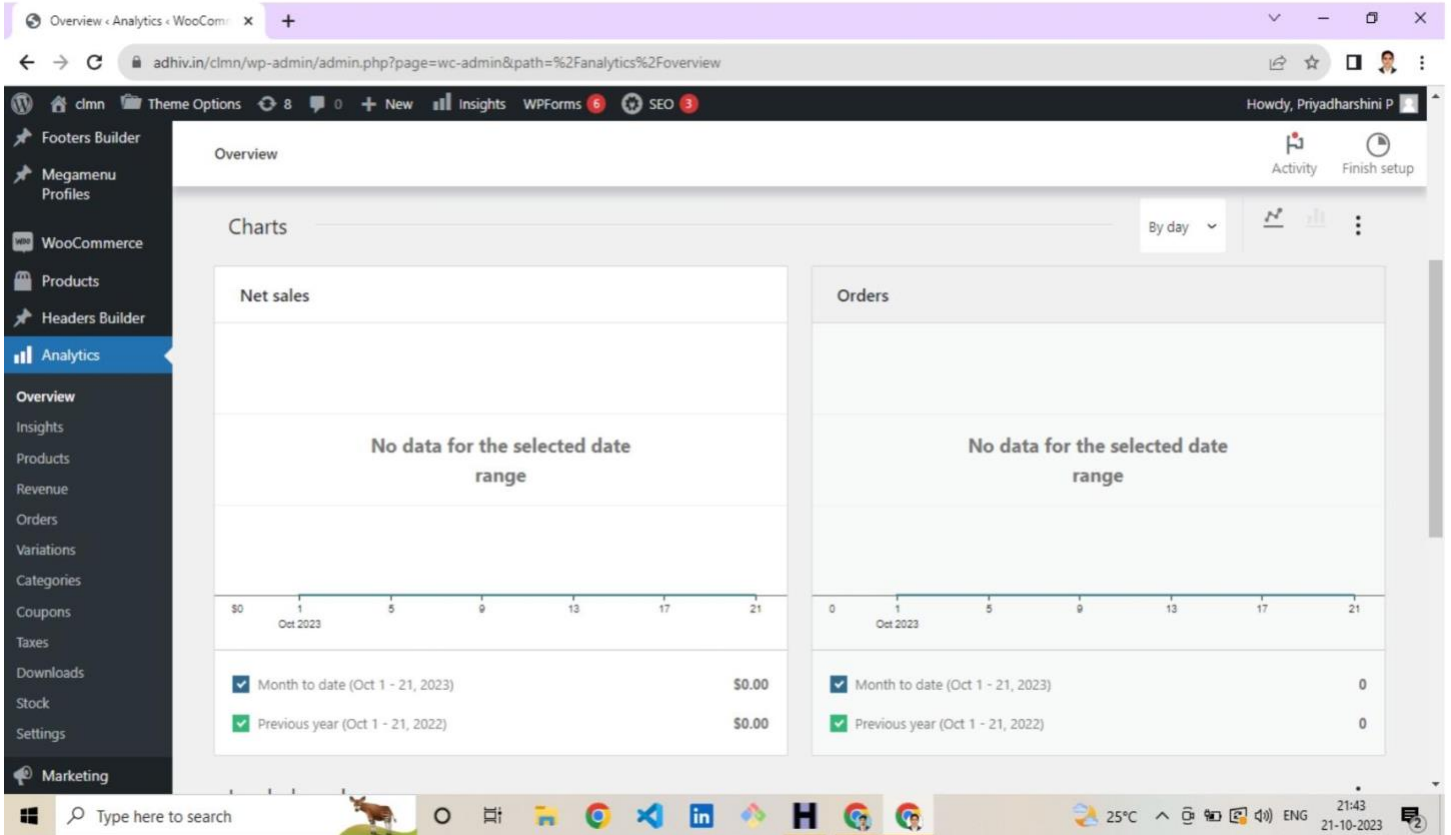 Overview ‹ Analytics ‹ WooCom
adhiv.in/clmn/wp-admin/admin.php?page=wc-admin&path=%2Fanalytics%2Foverview
clmn Theme Options 8 0 + New Insights WPForms 6 SEO 3 Howdy, Priyadharshini P
Footers Builder
Megamenu
Profiles
WOO WooCommerce
Products
Headers Builder
Analytics
Overview
Insights
Products
Revenue
Orders
Variations
Categories
Coupons
Taxes
Downloads
Stock
Settings
Marketing
Overview
Activity Finish setup
Charts By day
Net sales
No data for the selected date
range
$0 1 5 9 13 17 21
Oct 2023
Month to date (Oct 1 - 21, 2023) $0.00
Previous year (Oct 1 - 21, 2022) $0.00
Orders
No data for the selected date
range
0 1 5 9 13 17 21
Oct 2023
Month to date (Oct 1 - 21, 2023) 0
Previous year (Oct 1 - 21, 2022) 0
Type here to search in H 25°C ENG 21:43
21-10-2023 2